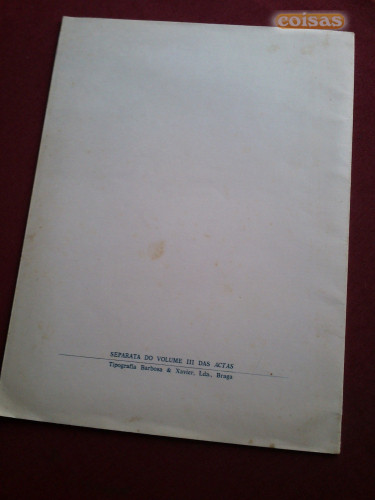 coisas
SEPARATA DO VOLUME III DAS ACTAS
Tipografia Barbosa & Xavier, Lda., Braga